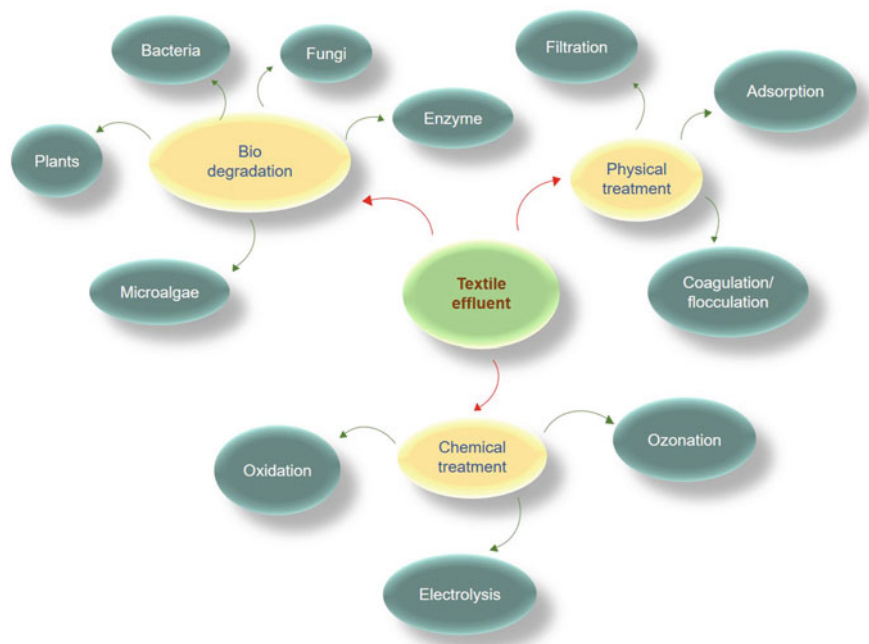 Bacteria
Fungi
Filtration
Adsorption
Enzyme
Bio
degradation
Plants
Physical
treatment
Microalgae
Textile
effluent
Coagulation/
flocculation
Chemical
treatment
Ozonation
Oxidation
Electrolysis